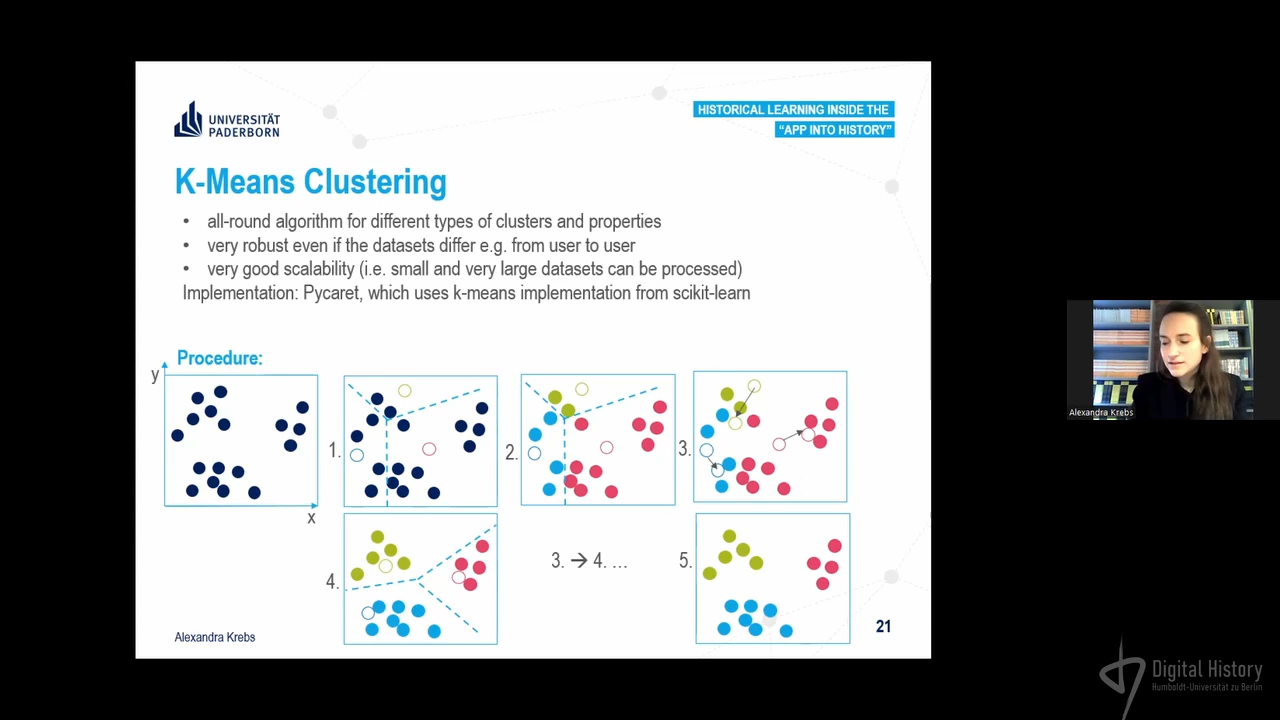 UNIVERSITÄT
PADERBORN
HISTORICAL LEARNING INSIDE THE
“APP INTO HISTORY”
K-Means Clustering
• all-round algorithm for different types of clusters and properties
• very robust even if the datasets differ e.g. from user to user
• very good scalability (i.e. small and very large datasets can be processed)
Implementation: Pycaret, which uses k-means implementation from scikit-learn
Procedure:
y
x
1.
2.
3.
4.
3. → 4. …
5.
Alexandra Krebs
21
Alexandra Krebs
Digital History
Humboldt-Universität zu Berlin